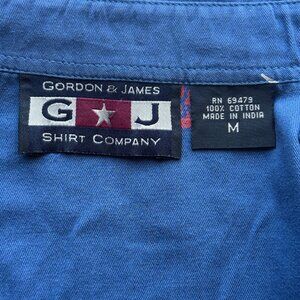 GORDON & JAMES
G ★ J
SHIRT COMPANY
RN 69479
100% COTTON
MADE IN INDIA
M